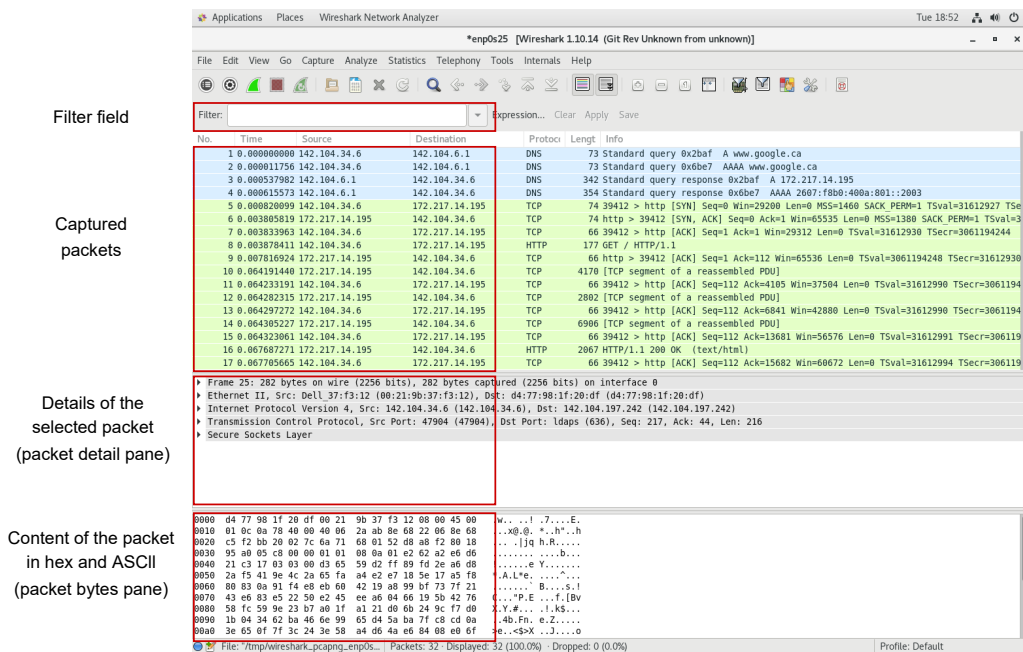 Applications Places Wireshark Network Analyzer Tue 18:52
*enp0s25 [Wireshark 1.10.14 (Git Rev Unknown from unknown)]
File Edit View Go Capture Analyze Statistics Telephony Tools Internals Help
Filter field
Filter: Expression... Clear Apply Save
No. Time Source Destination Protocc Lengt Info
1 0.000000000 142.104.34.6 142.104.6.1 DNS 73 Standard query 0x2baf A www.google.ca
2 0.000011756 142.104.34.6 142.104.6.1 DNS 73 Standard query 0x6be7 AAAA www.google.ca
3 0.000537982 142.104.6.1 142.104.34.6 DNS 342 Standard query response 0x2baf A 172.217.14.195
4 0.000615573 142.104.6.1 142.104.34.6 DNS 354 Standard query response 0x6be7 AAAA 2607:f8b0:400a:801::2003
5 0.000820099 142.104.34.6 172.217.14.195 TCP 74 39412 > http [SYN] Seq=0 Win=29200 Len=0 MSS=1460 SACK_PERM=1 TSval=31612927 TSe
6 0.003805819 172.217.14.195 142.104.34.6 TCP 74 http > 39412 [SYN, ACK] Seq=0 Ack=1 Win=65535 Len=0 MSS=1380 SACK_PERM=1 TSval=3
7 0.003833963 142.104.34.6 172.217.14.195 TCP 66 39412 > http [ACK] Seq=1 Ack=1 Win=29312 Len=0 TSval=31612930 TSecr=3061194244
8 0.003878411 142.104.34.6 172.217.14.195 HTTP 177 GET / HTTP/1.1
9 0.007816924 172.217.14.195 142.104.34.6 TCP 66 http > 39412 [ACK] Seq=1 Ack=112 Win=65536 Len=0 TSval=3061194248 TSecr=31612930
10 0.064191440 172.217.14.195 142.104.34.6 TCP 4170 [TCP segment of a reassembled PDU]
11 0.064233191 142.104.34.6 172.217.14.195 TCP 66 39412 > http [ACK] Seq=112 Ack=4105 Win=37504 Len=0 TSval=31612990 TSecr=3061194
12 0.064282315 172.217.14.195 142.104.34.6 TCP 2802 [TCP segment of a reassembled PDU]
13 0.064297272 142.104.34.6 172.217.14.195 TCP 66 39412 > http [ACK] Seq=112 Ack=6841 Win=42880 Len=0 TSval=31612990 TSecr=3061194
14 0.064305227 172.217.14.195 142.104.34.6 TCP 6906 [TCP segment of a reassembled PDU]
15 0.064323061 142.104.34.6 172.217.14.195 TCP 66 39412 > http [ACK] Seq=112 Ack=13681 Win=56576 Len=0 TSval=31612991 TSecr=306119
16 0.067687271 172.217.14.195 142.104.34.6 HTTP 2067 HTTP/1.1 200 OK (text/html)
17 0.067705665 142.104.34.6 172.217.14.195 TCP 66 39412 > http [ACK] Seq=112 Ack=15682 Win=60672 Len=0 TSval=31612994 TSecr=306119
Captured
packets
Frame 25: 282 bytes on wire (2256 bits), 282 bytes captured (2256 bits) on interface 0
Ethernet II, Src: Dell_37:f3:12 (00:21:9b:37:f3:12), Dst: d4:77:98:1f:20:df (d4:77:98:1f:20:df)
Internet Protocol Version 4, Src: 142.104.34.6 (142.104.34.6), Dst: 142.104.197.242 (142.104.197.242)
Transmission Control Protocol, Src Port: 47904 (47904), Dst Port: ldaps (636), Seq: 217, Ack: 44, Len: 216
Secure Sockets Layer
Details of the
selected packet
(packet detail pane)
0000 d4 77 98 1f 20 df 00 21 9b 37 f3 12 08 00 45 00 .w.. ..! .7....E.
0010 01 0c 0a 78 40 00 40 06 2a ab 8e 68 22 06 8e 68 ...x@.@. *..h"..h
0020 c5 f2 bb 20 02 7c 6a 71 68 01 52 d8 a8 f2 80 18 ... .|jq h.R.....
0030 95 a0 05 c8 00 00 01 01 08 0a 01 e2 62 a2 e6 d6 ........ ....b...
0040 21 c3 17 03 03 00 d3 65 59 d2 ff 89 fd 2e a6 d8 !......e Y.......
0050 2a f5 41 9e 4c 2a 65 fa a4 e2 e7 18 5e 17 a5 f8 *.A.L*e. ....^...
0060 80 83 0a 91 f4 e8 eb 60 42 19 a8 99 bf 73 7f 21 .......` B....s.!
0070 43 e6 83 e5 22 50 e2 45 ee a6 04 66 19 5b 42 76 C..."P.E ...f.[Bv
0080 58 fc 59 9e 23 b7 a0 1f a1 21 d0 6b 24 9c f7 d0 X.Y.#... .!.k$...
0090 1b 04 34 62 ba 46 6e 99 65 d4 5a ba 7f c8 cd 0a ..4b.Fn. e.Z.....
00a0 3e 65 0f 7f 3c 24 3e 58 a4 d6 4a e6 84 08 e0 6f >e..<$>X ..J....o
Content of the packet
in hex and ASCII
(packet bytes pane)
File: "/tmp/wireshark_pcapng_enp0s... Packets: 32 · Displayed: 32 (100.0%) · Dropped: 0 (0.0%) Profile: Default